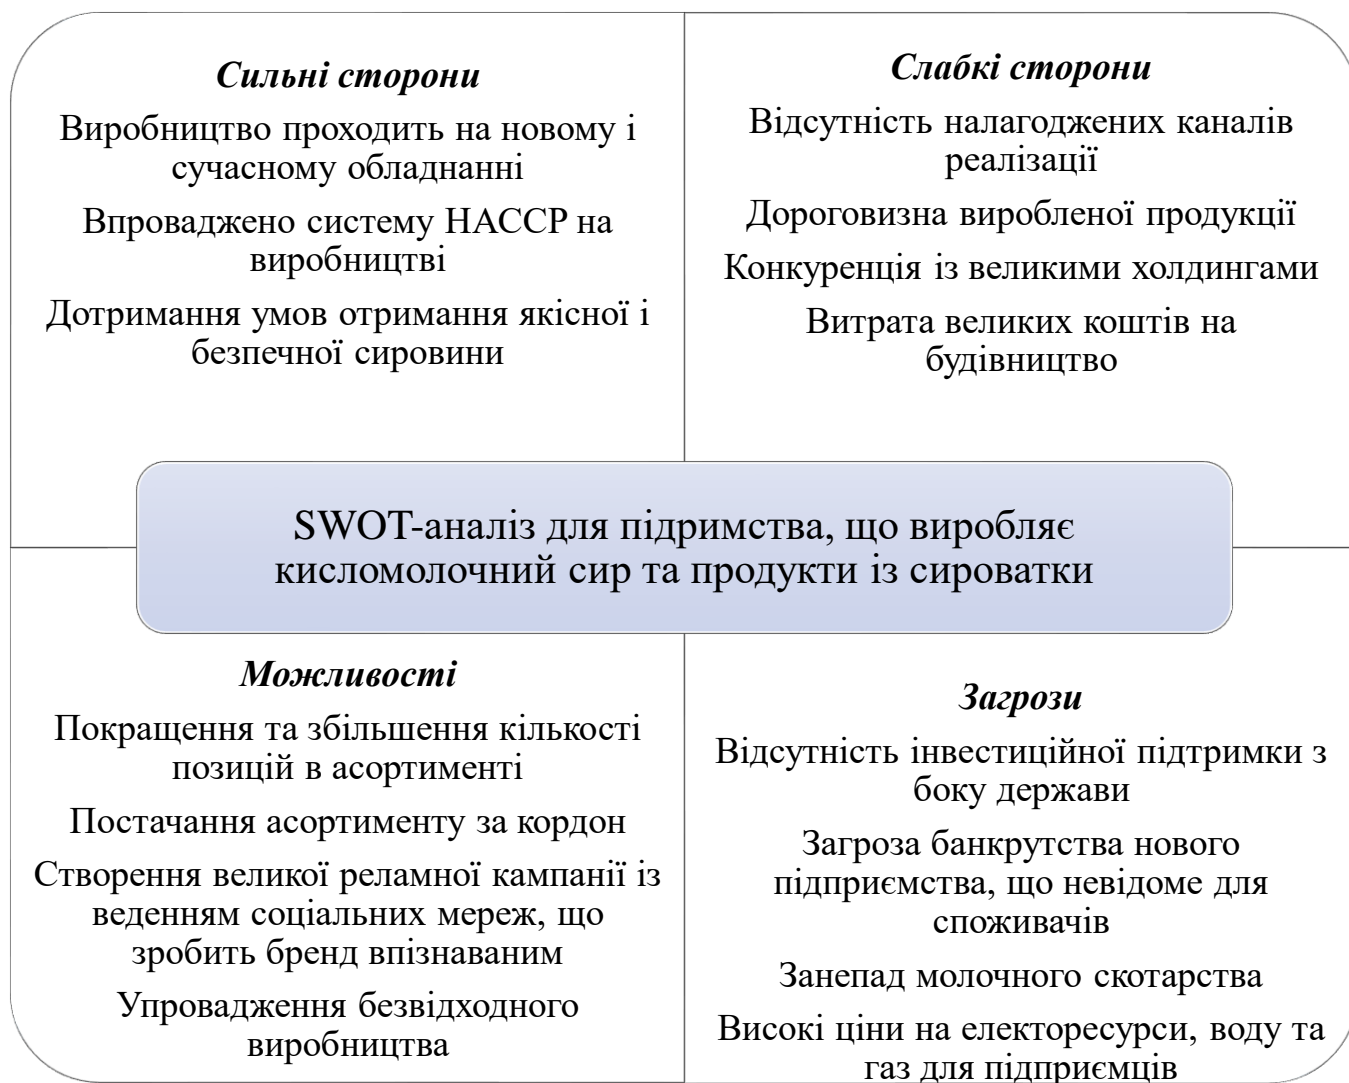 Сильні сторони
Виробництво проходить на новому і
сучасному обладнанні
Впроваджено систему НАССР на
виробництві
Дотримання умов отримання якісної і
безпечної сировини
Слабкі сторони
Відсутність налагоджених каналів
реалізації
Дороговизна виробленої продукції
Конкуренція із великими холдингами
Витрата великих коштів на
будівництво
SWOT-аналіз для підримства, що виробляє
кисломолочний сир та продукти із сироватки
Можливості
Покращення та збільшення кількості
позицій в асортименті
Постачання асортименту за кордон
Створення великої реламної кампанії із
веденням соціальних мереж, що
зробить бренд впізнаваним
Упровадження безвідходного
виробництва
Загрози
Відсутність інвестиційної підтримки з
боку держави
Загроза банкрутства нового
підприємства, що невідоме для
споживачів
Занепад молочного скотарства
Високі ціни на електоресурси, воду та
газ для підприємців